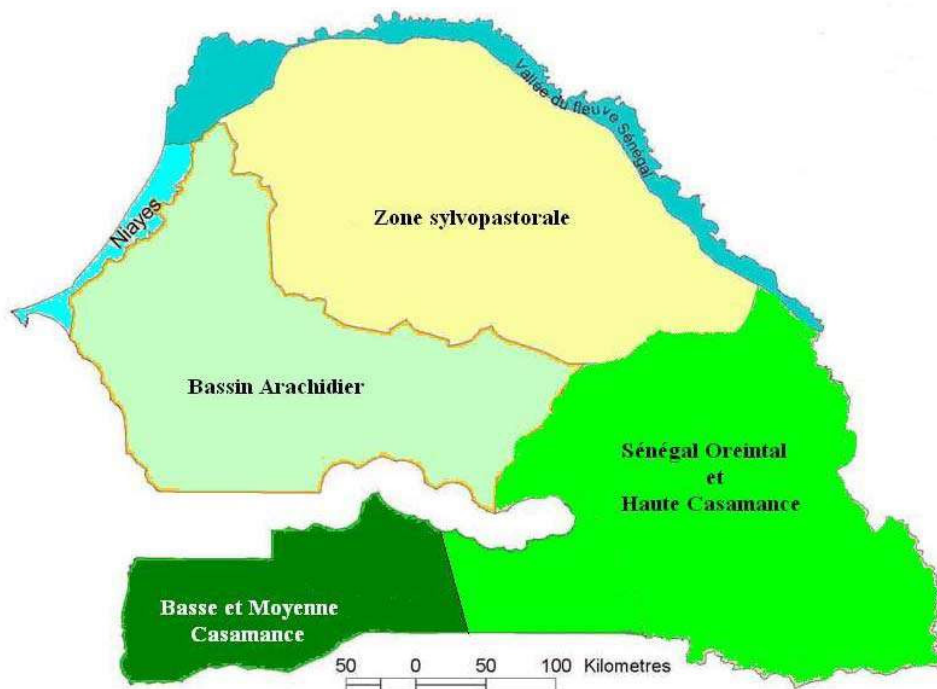 Vallée du fleuve Sénégal
Niayes
Zone sylvopastorale
Bassin Arachidier
Sénégal Oreintal
et
Haute Casamance
Basse et Moyenne
Casamance
50 0 50 100 Kilometres